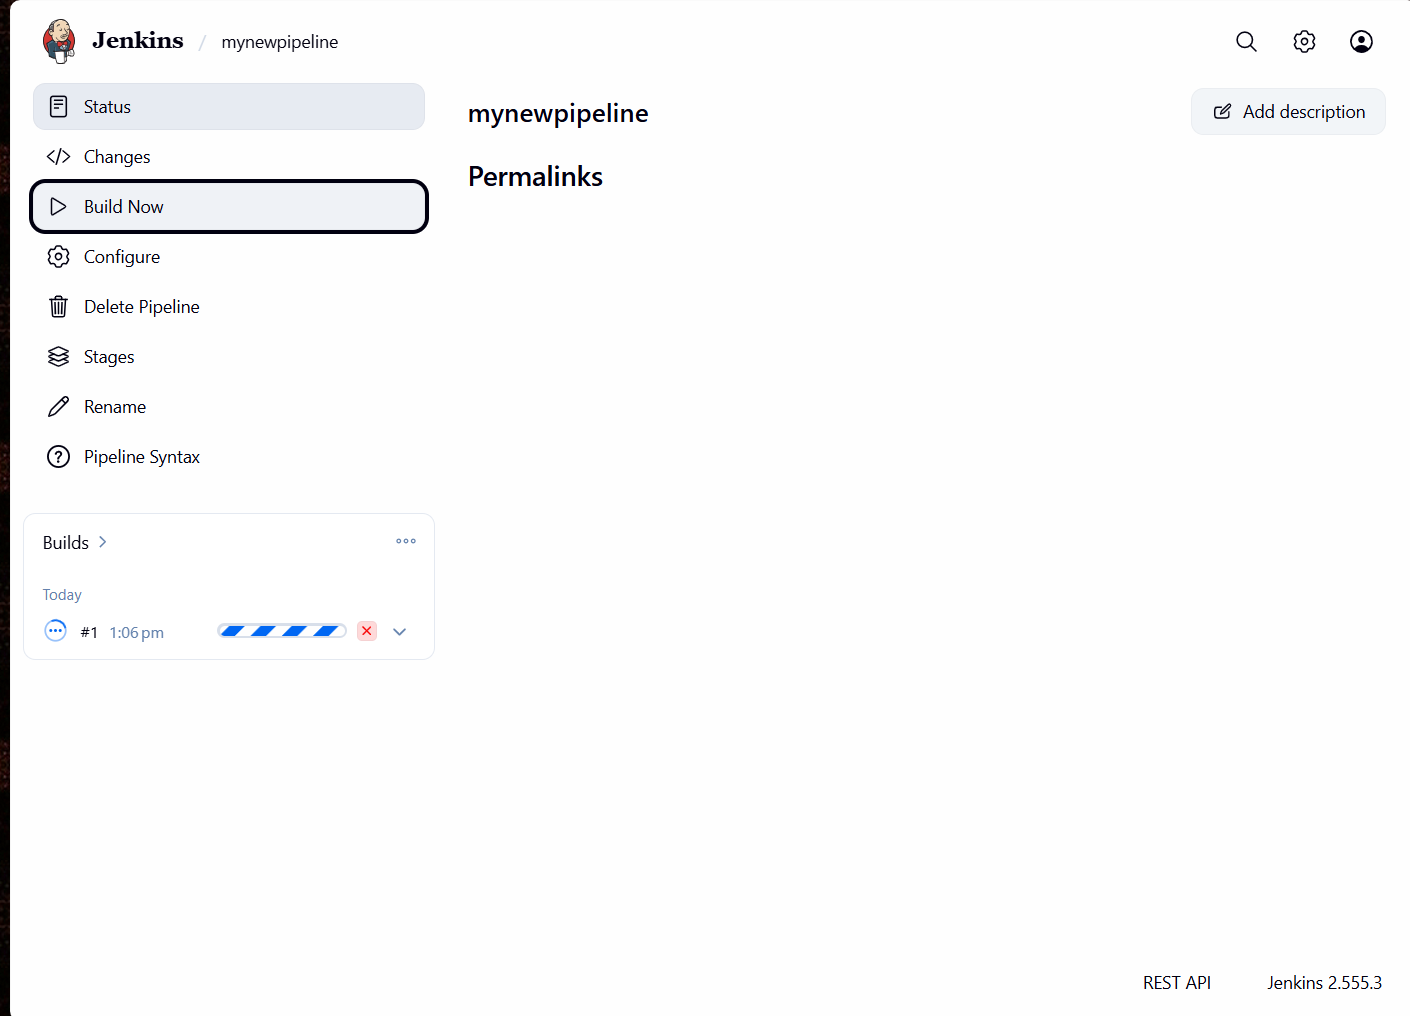 Jenkins / mynewpipeline
Status
Changes
Build Now
Configure
Delete Pipeline
Stages
Rename
Pipeline Syntax
Builds
Today
#1 1:06 pm
mynewpipeline
Add description
Permalinks
REST API
Jenkins 2.555.3